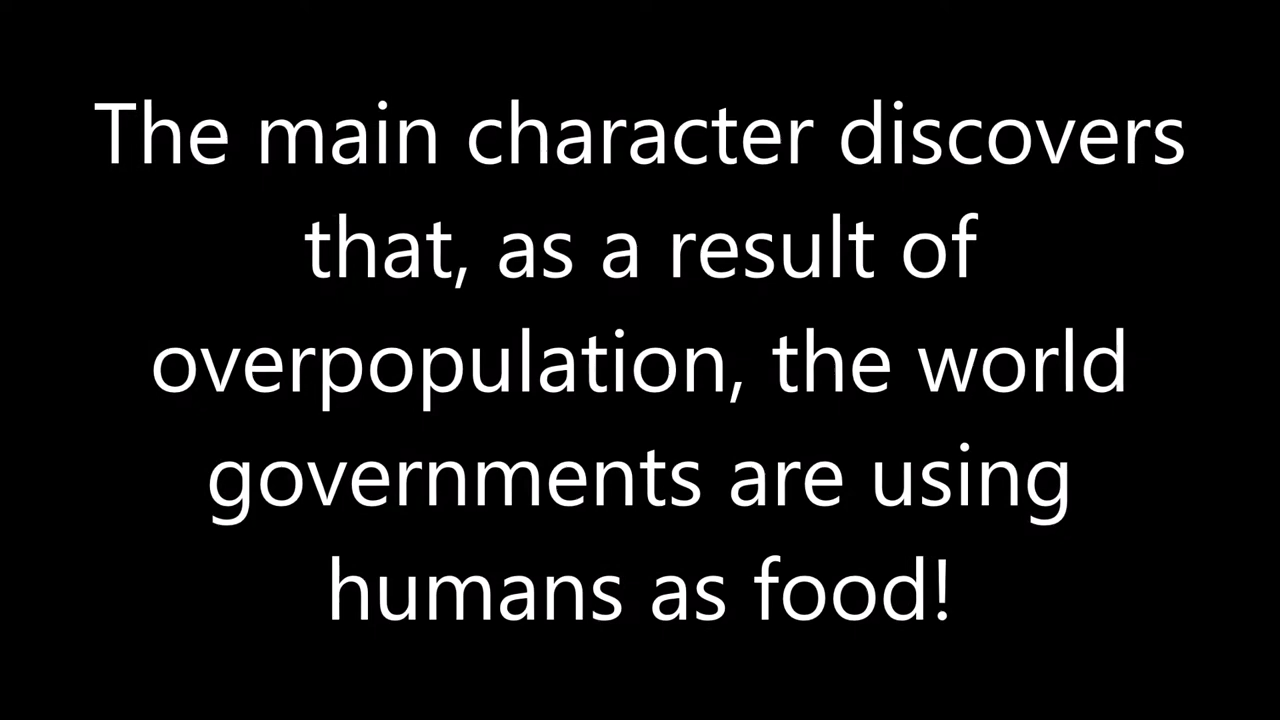 The main character discovers
that, as a result of
overpopulation, the world
governments are using
humans as food!